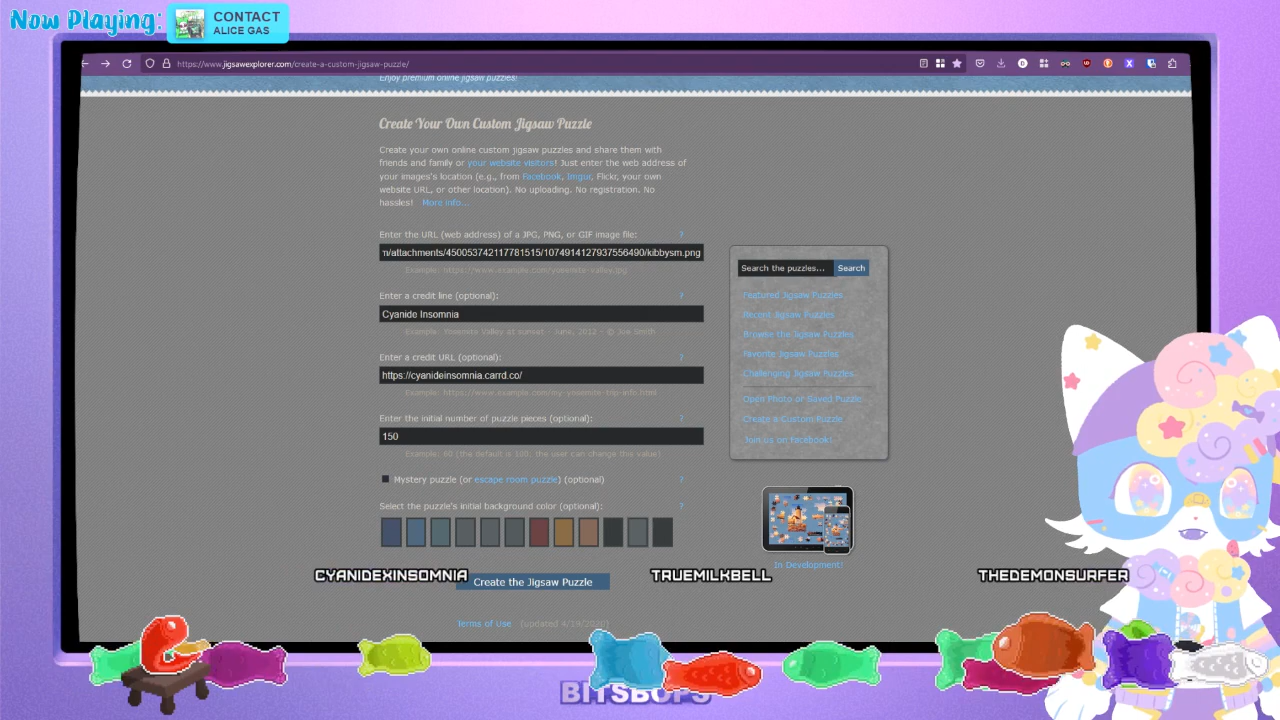 Now Playing:
CONTACT
ALICE GAS
https://www.jigsawexplorer.com/create-a-custom-jigsaw-puzzle/
Enjoy premium online jigsaw puzzles!
Create Your Own Custom Jigsaw Puzzle
Create your own online custom jigsaw puzzles and share them with
friends and family or your website visitors! Just enter the web address of
your images's location (e.g., from Facebook, Imgur, Flickr, your own
website URL, or other location). No uploading. No registration. No
hassles! More info...
Enter the URL (web address) of a JPG, PNG, or GIF image file: ?
m/attachments/450053742117781515/1074914127937556490/kibbysm.png
Example: https://www.example.com/yosemite-valley.jpg
Enter a credit line (optional): ?
Cyanide Insomnia
Example: Yosemite Valley at sunset - June, 2012 - © Joe Smith
Enter a credit URL (optional): ?
https://cyanideinsomnia.carrd.co/
Example: https://www.example.com/my-yosemite-trip-info.html
Enter the initial number of puzzle pieces (optional): ?
150
Example: 60 (the default is 100; the user can change this value)
Mystery puzzle (or escape room puzzle) (optional) ?
Select the puzzle's initial background color (optional): ?
Create the Jigsaw Puzzle
Terms of Use (updated 4/29/2020)
Search the puzzles... Search
Featured Jigsaw Puzzles
Recent Jigsaw Puzzles
Browse the Jigsaw Puzzles
Favorite Jigsaw Puzzles
Challenging Jigsaw Puzzles
Open Photo or Saved Puzzle
Create a Custom Puzzle
Join us on Facebook!
In Development!
CYANIDEXINSOMNIA
TRUEMILKBELL
THEDEMONSURFER
BITSBOPS